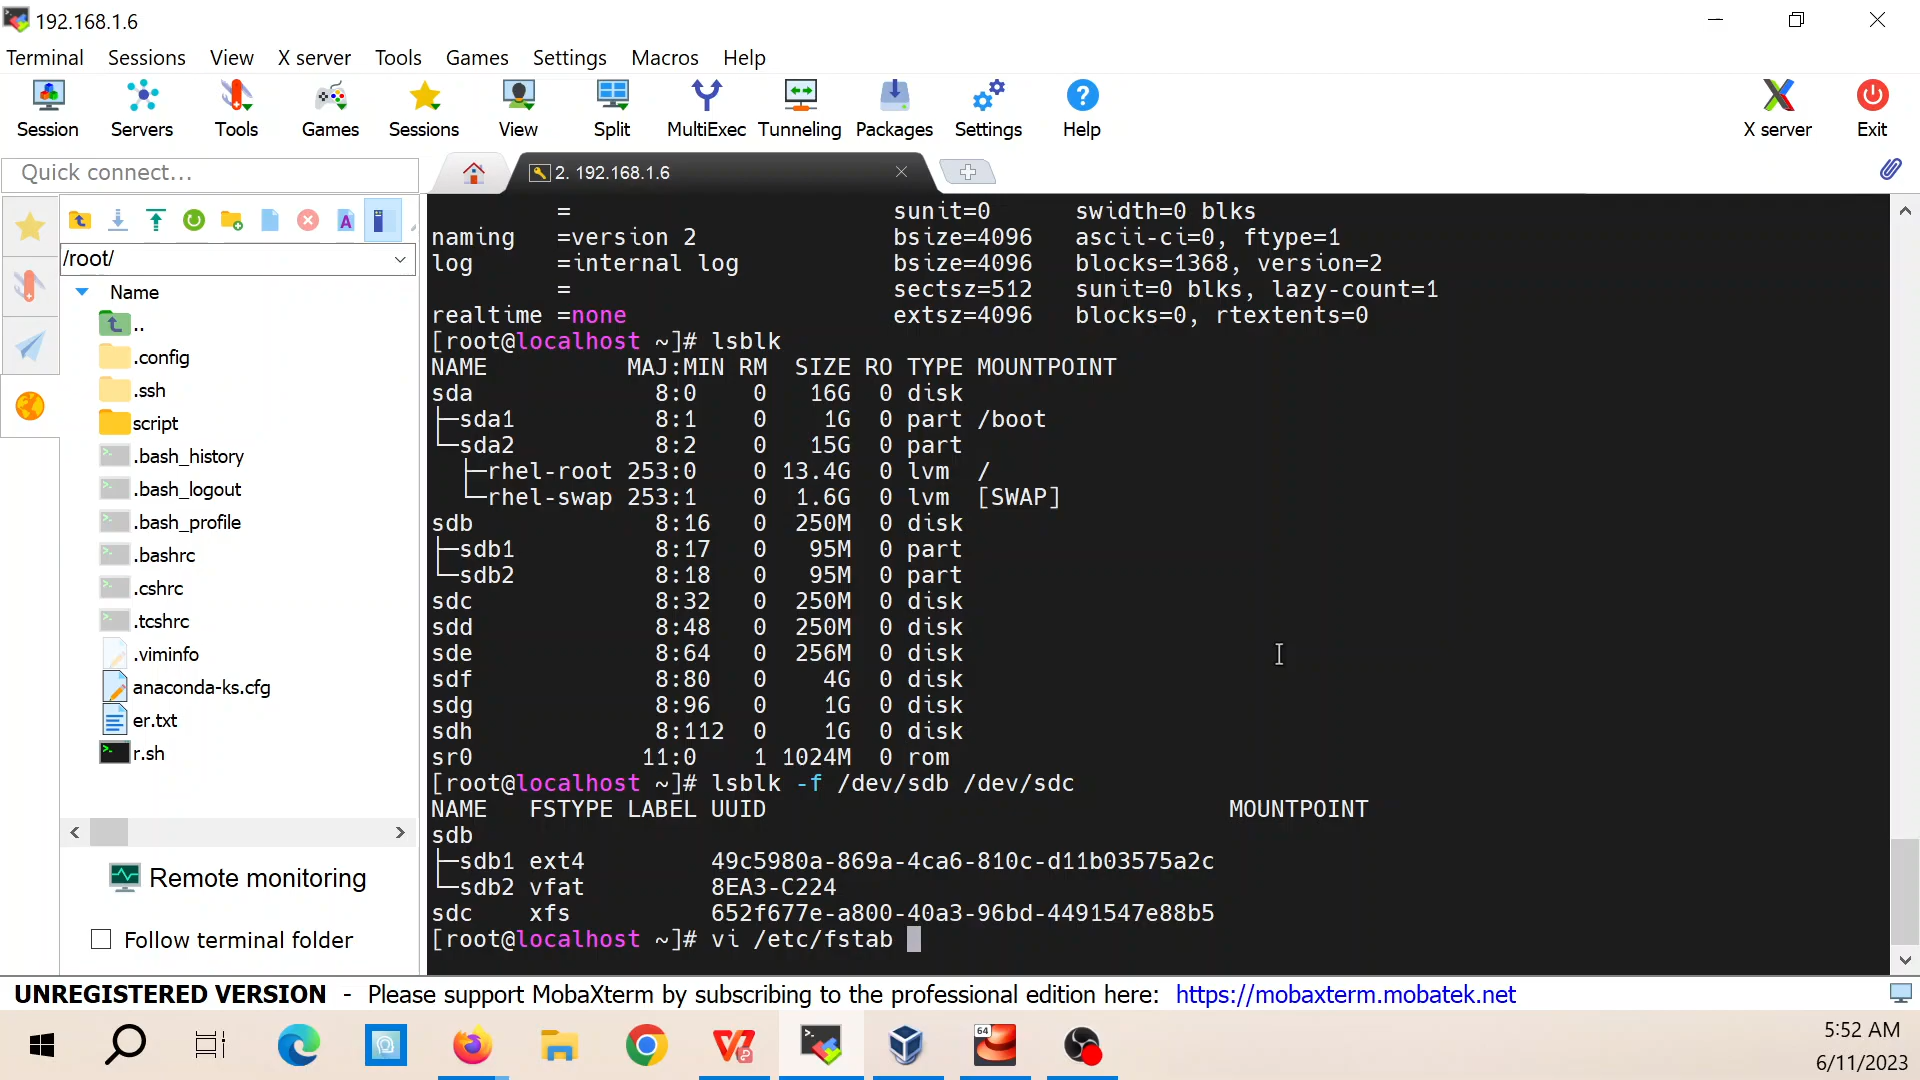 192.168.1.6
Terminal Sessions View X server Tools Games Settings Macros Help
Session Servers Tools Games Sessions View Split MultiExec Tunneling Packages Settings Help X server Exit
Quick connect...
2. 192.168.1.6
/root/
Name
..
.config
.ssh
script
.bash_history
.bash_logout
.bash_profile
.bashrc
.cshrc
.tcshrc
.viminfo
anaconda-ks.cfg
er.txt
r.sh
Remote monitoring
Follow terminal folder
= sunit=0 swidth=0 blks
naming =version 2 bsize=4096 ascii-ci=0, ftype=1
log =internal log bsize=4096 blocks=1368, version=2
= sectsz=512 sunit=0 blks, lazy-count=1
realtime =none extsz=4096 blocks=0, rtextents=0
[root@localhost ~]# lsblk
NAME MAJ:MIN RM SIZE RO TYPE MOUNTPOINT
sda 8:0 0 16G 0 disk
├─sda1 8:1 0 1G 0 part /boot
└─sda2 8:2 0 15G 0 part
├─rhel-root 253:0 0 13.4G 0 lvm /
└─rhel-swap 253:1 0 1.6G 0 lvm [SWAP]
sdb 8:16 0 250M 0 disk
├─sdb1 8:17 0 95M 0 part
└─sdb2 8:18 0 95M 0 part
sdc 8:32 0 250M 0 disk
sdd 8:48 0 250M 0 disk
sde 8:64 0 256M 0 disk
sdf 8:80 0 4G 0 disk
sdg 8:96 0 1G 0 disk
sdh 8:112 0 1G 0 disk
sr0 11:0 1 1024M 0 rom
[root@localhost ~]# lsblk -f /dev/sdb /dev/sdc
NAME FSTYPE LABEL UUID MOUNTPOINT
sdb
├─sdb1 ext4 49c5980a-869a-4ca6-810c-d11b03575a2c
└─sdb2 vfat 8EA3-C224
sdc xfs 652f677e-a800-40a3-96bd-4491547e88b5
[root@localhost ~]# vi /etc/fstab
UNREGISTERED VERSION - Please support MobaXterm by subscribing to the professional edition here: https://mobaxterm.mobatek.net
64
5:52 AM
6/11/2023